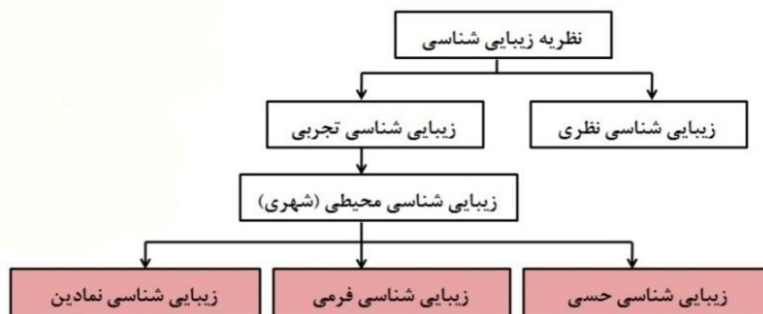 نظریه زیبایی شناسی
زیبایی شناسی نظری
زیبایی شناسی تجربی
زیبایی شناسی محیطی (شهری)
زیبایی شناسی حسی
زیبایی شناسی فرمی
زیبایی شناسی نمادین